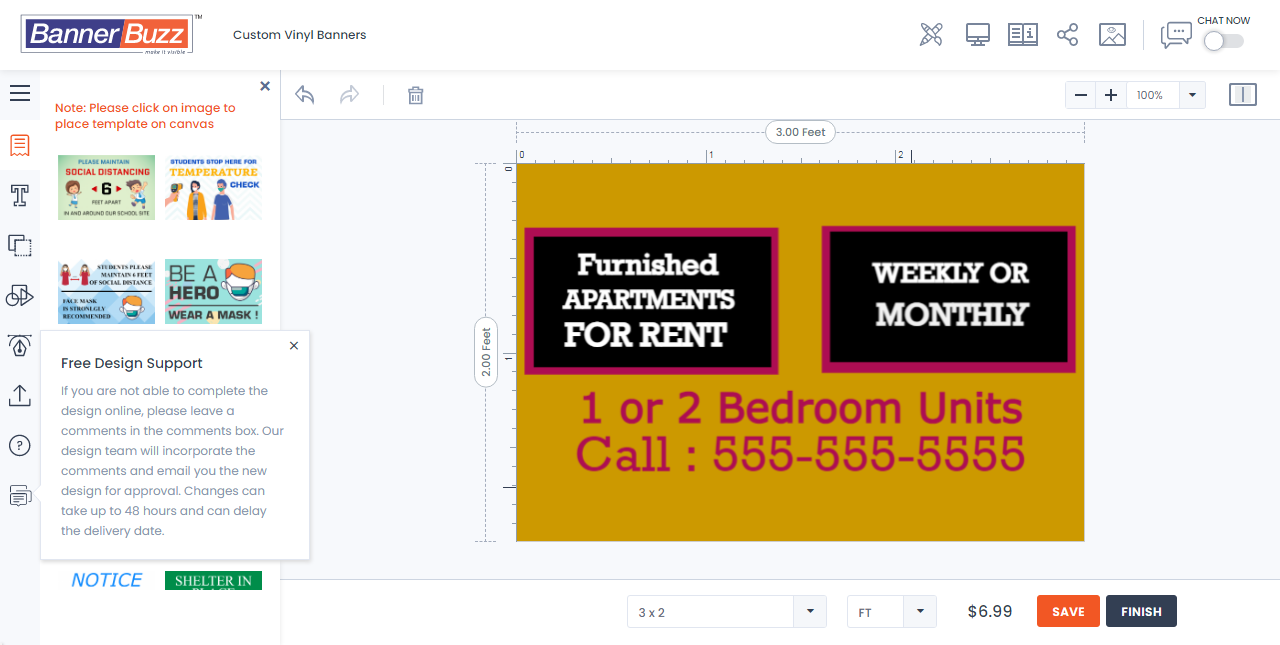 BannerBuzz™
make it visible
Custom Vinyl Banners
CHAT NOW
Note: Please click on image to
place template on canvas
100%
3.00 Feet
0
1
2
0
1
2.00 Feet
PLEASE MAINTAIN
SOCIAL DISTANCING
6
FEET APART
IN AND AROUND OUR SCHOOL SITE
STUDENTS STOP HERE FOR
TEMPERATURE
CHECK
STUDENTS PLEASE
MAINTAIN 6 FEET
OF SOCIAL DISTANCE
FACE MASK
IS STRONLGLY
RECOMMENDED
BE A
HERO
WEAR A MASK !
Free Design Support
If you are not able to complete the
design online, please leave a
comments in the comments box. Our
design team will incorporate the
comments and email you the new
design for approval. Changes can
take up to 48 hours and can delay
the delivery date.
NOTICE
SHELTER IN
PLACE
Furnished
APARTMENTS
FOR RENT
WEEKLY OR
MONTHLY
1 or 2 Bedroom Units
Call : 555-555-5555
3 x 2
FT
$6.99
SAVE
FINISH